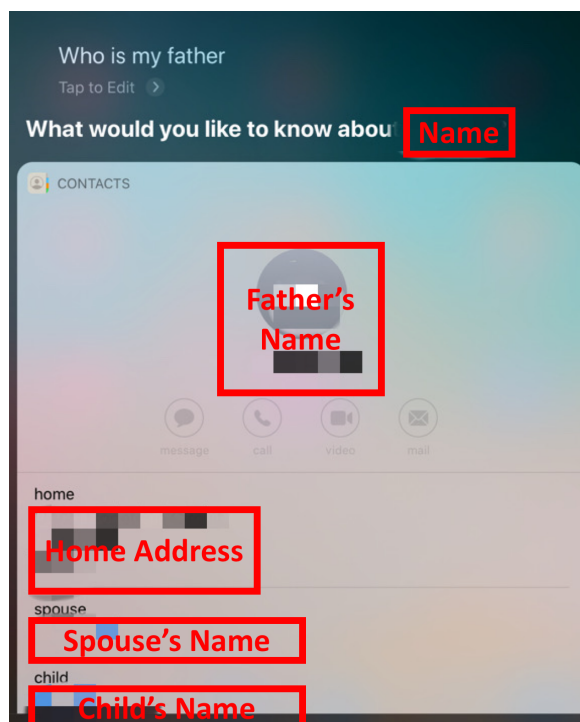 Who is my father
Tap to Edit
What would you like to know abou Name
CONTACTS
Father's
Name
message call video mail
home
Home Address
spouse
Spouse's Name
child
Child's Name